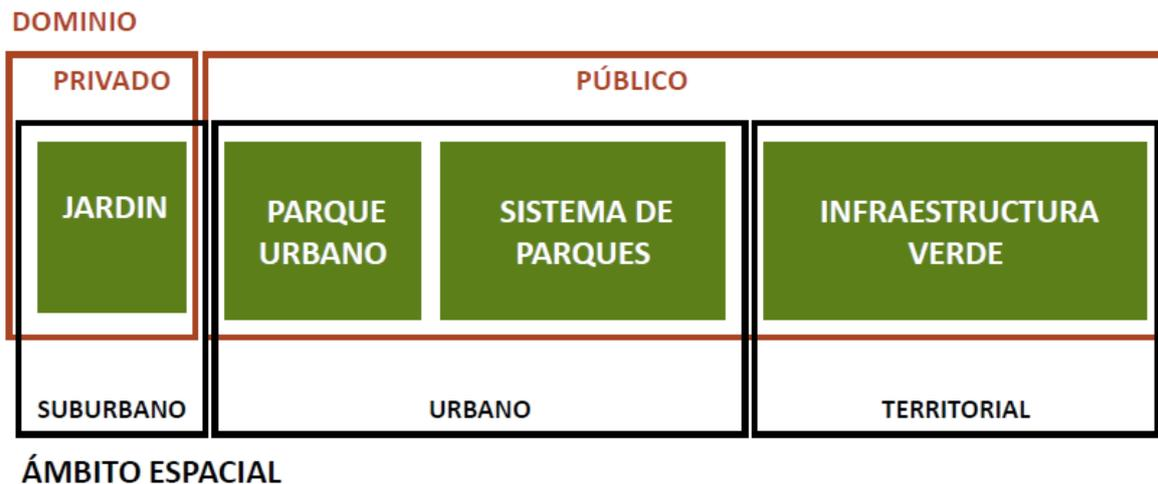 DOMINIO
PRIVADO
PÚBLICO
JARDIN
PARQUE
URBANO
SISTEMA DE
PARQUES
INFRAESTRUCTURA
VERDE
SUBURBANO
URBANO
TERRITORIAL
ÁMBITO ESPACIAL